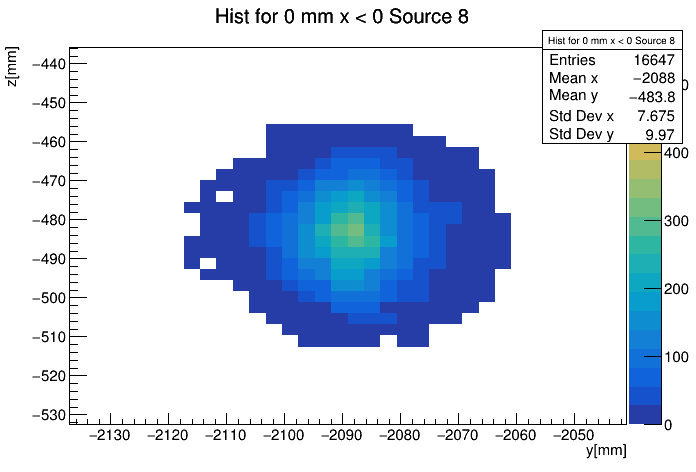 Hist for 0 mm x < 0 Source 8
z[mm]
Hist for 0 mm x < 0 Source 8
Entries 16647
Mean x −2088
Mean y −483.8
Std Dev x 7.675
Std Dev y 9.97
−440
−450
−460
−470
−480
−490
−500
−510
−520
−530
0
400
300
200
100
0
−2130 −2120 −2110 −2100 −2090 −2080 −2070 −2060 −2050
y[mm]